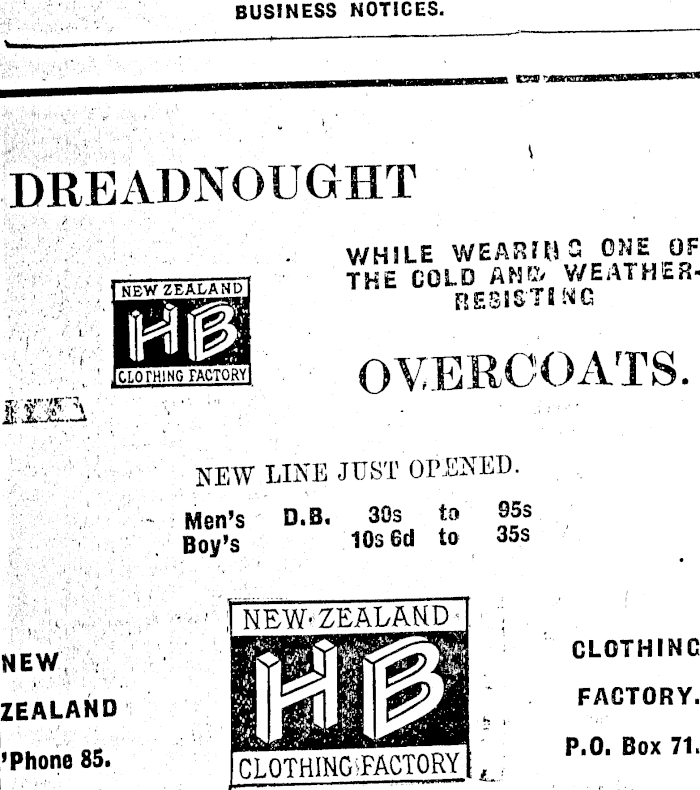 BUSINESS NOTICES.
DREADNOUGHT
WHILE WEARING ONE OF
THE COLD AND WEATHER-
RESISTING
NEW ZEALAND
HB
CLOTHING FACTORY
OVERCOATS.
NEW LINE JUST OPENED.
Men's D.B. 30s to 95s
Boy's 10s 6d to 35s
NEW ZEALAND
HB
CLOTHING FACTORY
NEW
ZEALAND
'Phone 85.
CLOTHING
FACTORY.
P.O. Box 71.